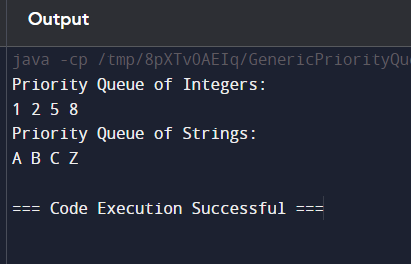 Output
java -cp /tmp/8pXTvOAEIq/GenericPriorityQu
Priority Queue of Integers:
1 2 5 8
Priority Queue of Strings:
A B C Z
=== Code Execution Successful ===